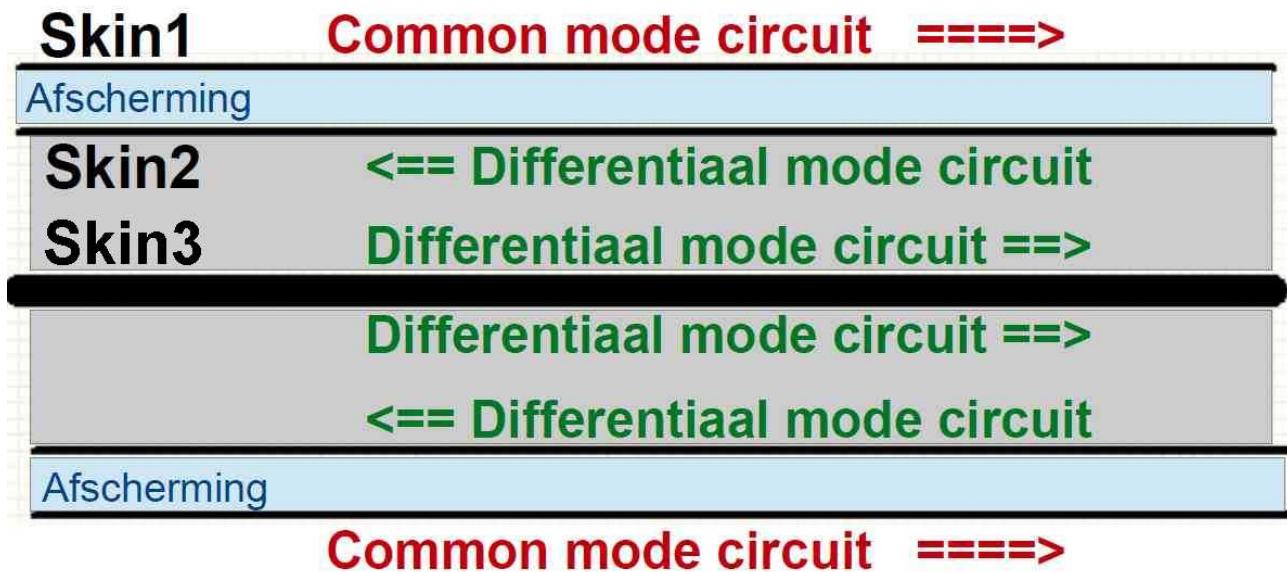 Skin1 Common mode circuit ====>
Afscherming
Skin2 <== Differentiaal mode circuit
Skin3 Differentiaal mode circuit ==>
Differentiaal mode circuit ==>
<== Differentiaal mode circuit
Afscherming
Common mode circuit ====>